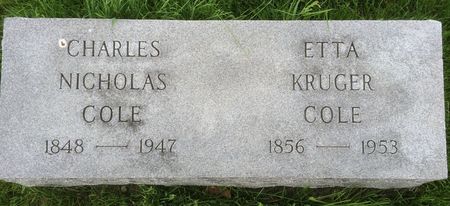 CHARLES
NICHOLAS
COLE
1848 — 1947
ETTA
KRUGER
COLE
1856 — 1953